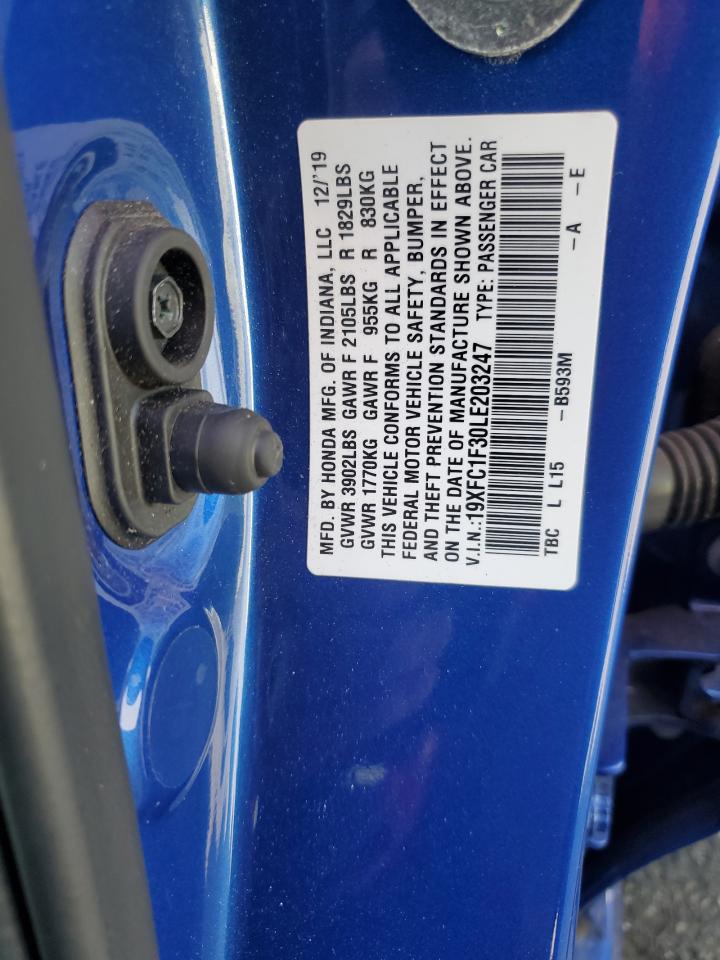 MFD. BY HONDA MFG. OF INDIANA, LLC 12/'19
GVWR 3902LBS GAWR F 2105LBS R 1829LBS
GVWR 1770KG GAWR F 955KG R 830KG
THIS VEHICLE CONFORMS TO ALL APPLICABLE
FEDERAL MOTOR VEHICLE SAFETY, BUMPER,
AND THEFT PREVENTION STANDARDS IN EFFECT
ON THE DATE OF MANUFACTURE SHOWN ABOVE.
V.I.N.:19XFC1F30LE203247 TYPE: PASSENGER CAR
TBC L L15 -B593M -A -E